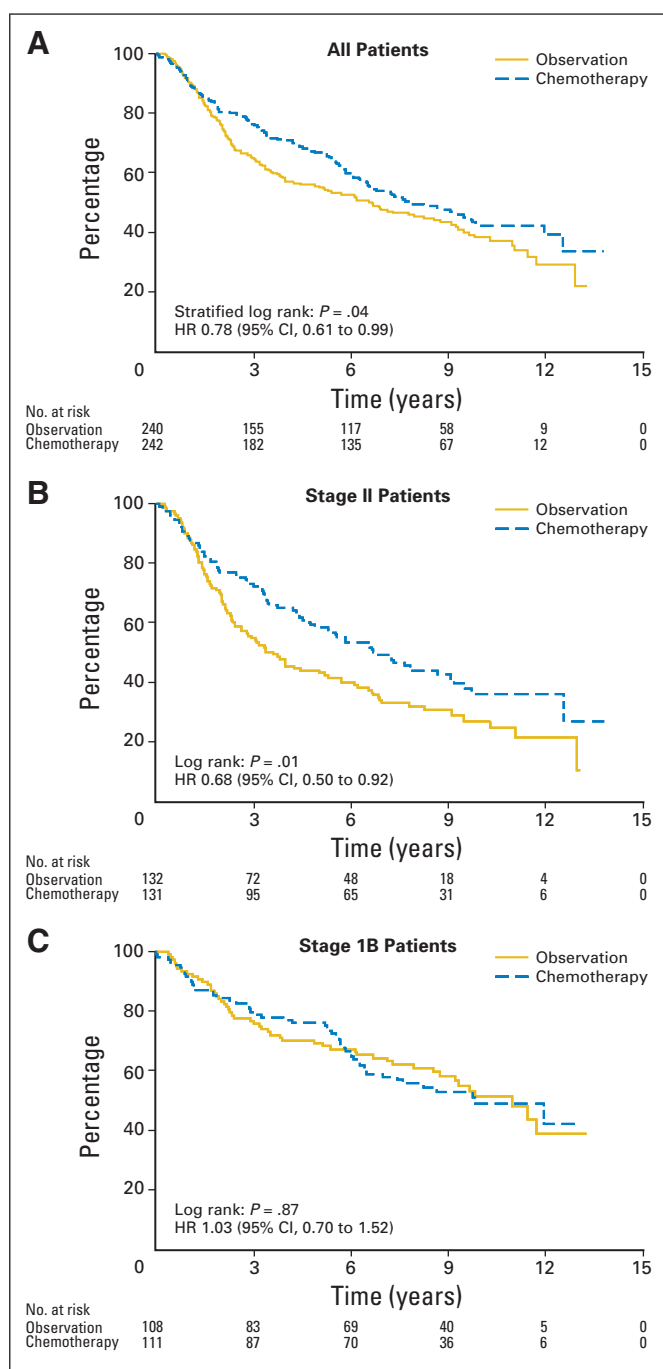 A
All Patients
Observation
Chemotherapy
Percentage
100
80
60
40
20
0
Stratified log rank: P = .04
HR 0.78 (95% CI, 0.61 to 0.99)
3 6 9 12 15
Time (years)
No. at risk
Observation 240 155 117 58 9 0
Chemotherapy 242 182 135 67 12 0
B
Stage II Patients
Observation
Chemotherapy
Percentage
100
80
60
40
20
0
Log rank: P = .01
HR 0.68 (95% CI, 0.50 to 0.92)
3 6 9 12 15
Time (years)
No. at risk
Observation 132 72 48 18 4 0
Chemotherapy 131 95 65 31 6 0
C
Stage 1B Patients
Observation
Chemotherapy
Percentage
100
80
60
40
20
0
Log rank: P = .87
HR 1.03 (95% CI, 0.70 to 1.52)
3 6 9 12 15
Time (years)
No. at risk
Observation 108 83 69 40 5 0
Chemotherapy 111 87 70 36 6 0